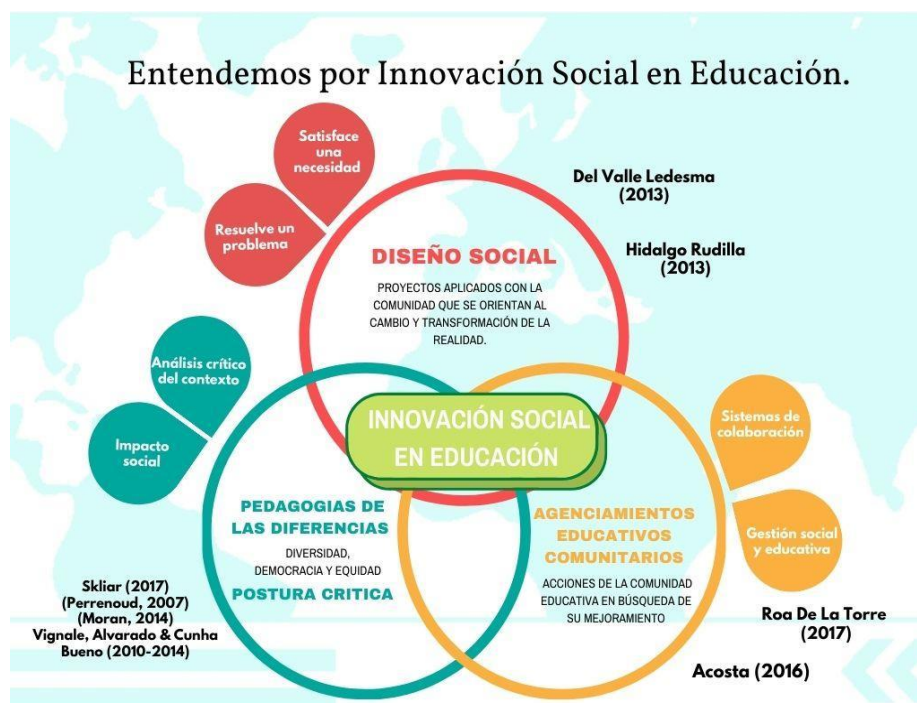 Entendemos por Innovación Social en Educación.
Satisface
una
necesidad
Resuelve un
problema
Del Valle Ledesma
(2013)
Hidalgo Rudilla
(2013)
DISEÑO SOCIAL
PROYECTOS APLICADOS CON LA
COMUNIDAD QUE SE ORIENTAN AL
CAMBIO Y TRANSFORMACIÓN DE LA
REALIDAD.
Análisis crítico
del contexto
Impacto
social
INNOVACIÓN SOCIAL
EN EDUCACIÓN
Sistemas de
colaboración
Gestión social
y educativa
PEDAGOGIAS DE
LAS DIFERENCIAS
DIVERSIDAD,
DEMOCRACIA Y EQUIDAD
POSTURA CRITICA
AGENCIAMIENTOS
EDUCATIVOS
COMUNITARIOS
ACCIONES DE LA COMUNIDAD
EDUCATIVA EN BÚSQUEDA DE
SU MEJORAMIENTO
Skliar (2017)
(Perrenoud, 2007)
(Moran, 2014)
Vignale, Alvarado & Cunha
Bueno (2010-2014)
Roa De La Torre
(2017)
Acosta (2016)